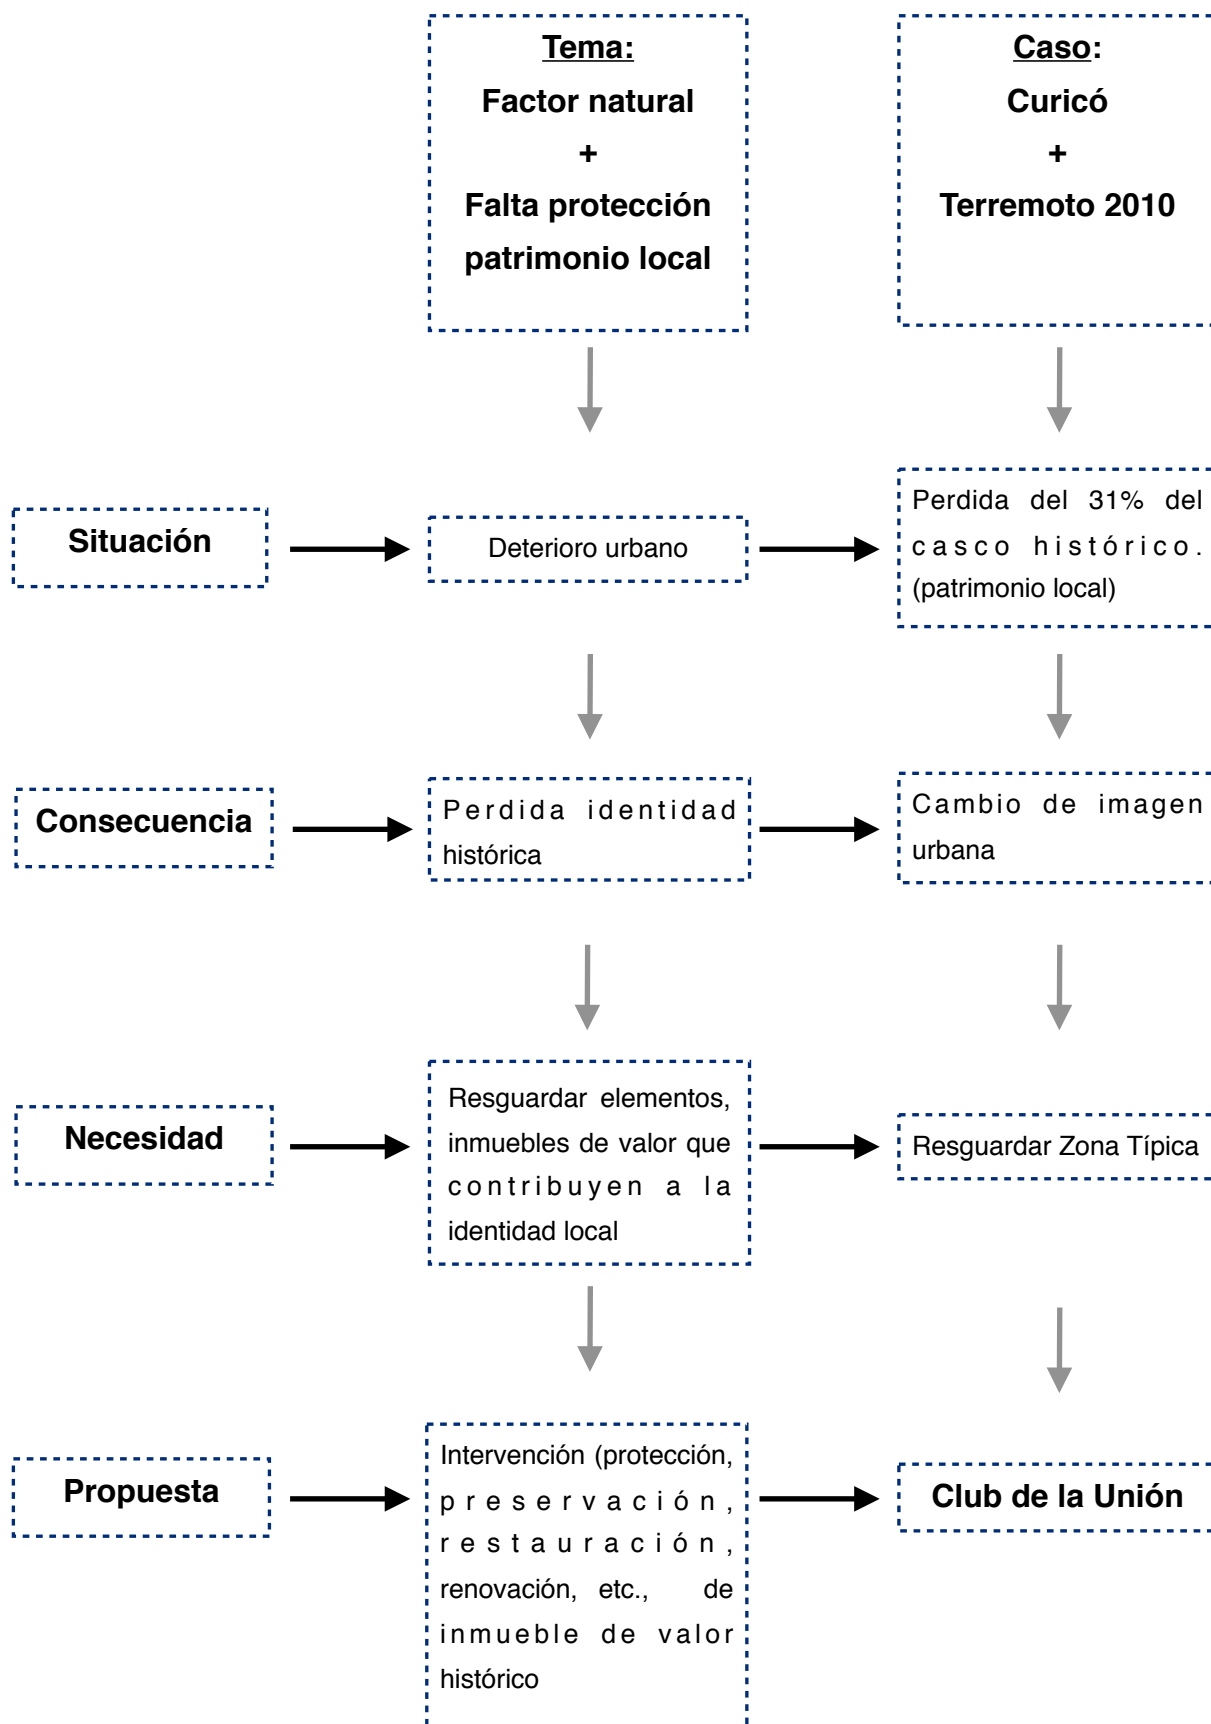 Tema:
Factor natural
+
Falta protección
patrimonio local
Caso:
Curicó
+
Terremoto 2010
Situación
Deterioro urbano
Perdida del 31% del
casco histórico.
(patrimonio local)
Consecuencia
Perdida identidad
histórica
Cambio de imagen
urbana
Necesidad
Resguardar elementos,
inmuebles de valor que
contribuyen a la
identidad local
Resguardar Zona Típica
Propuesta
Intervención (protección,
preservación,
restauración,
renovación, etc., de
inmueble de valor
histórico
Club de la Unión